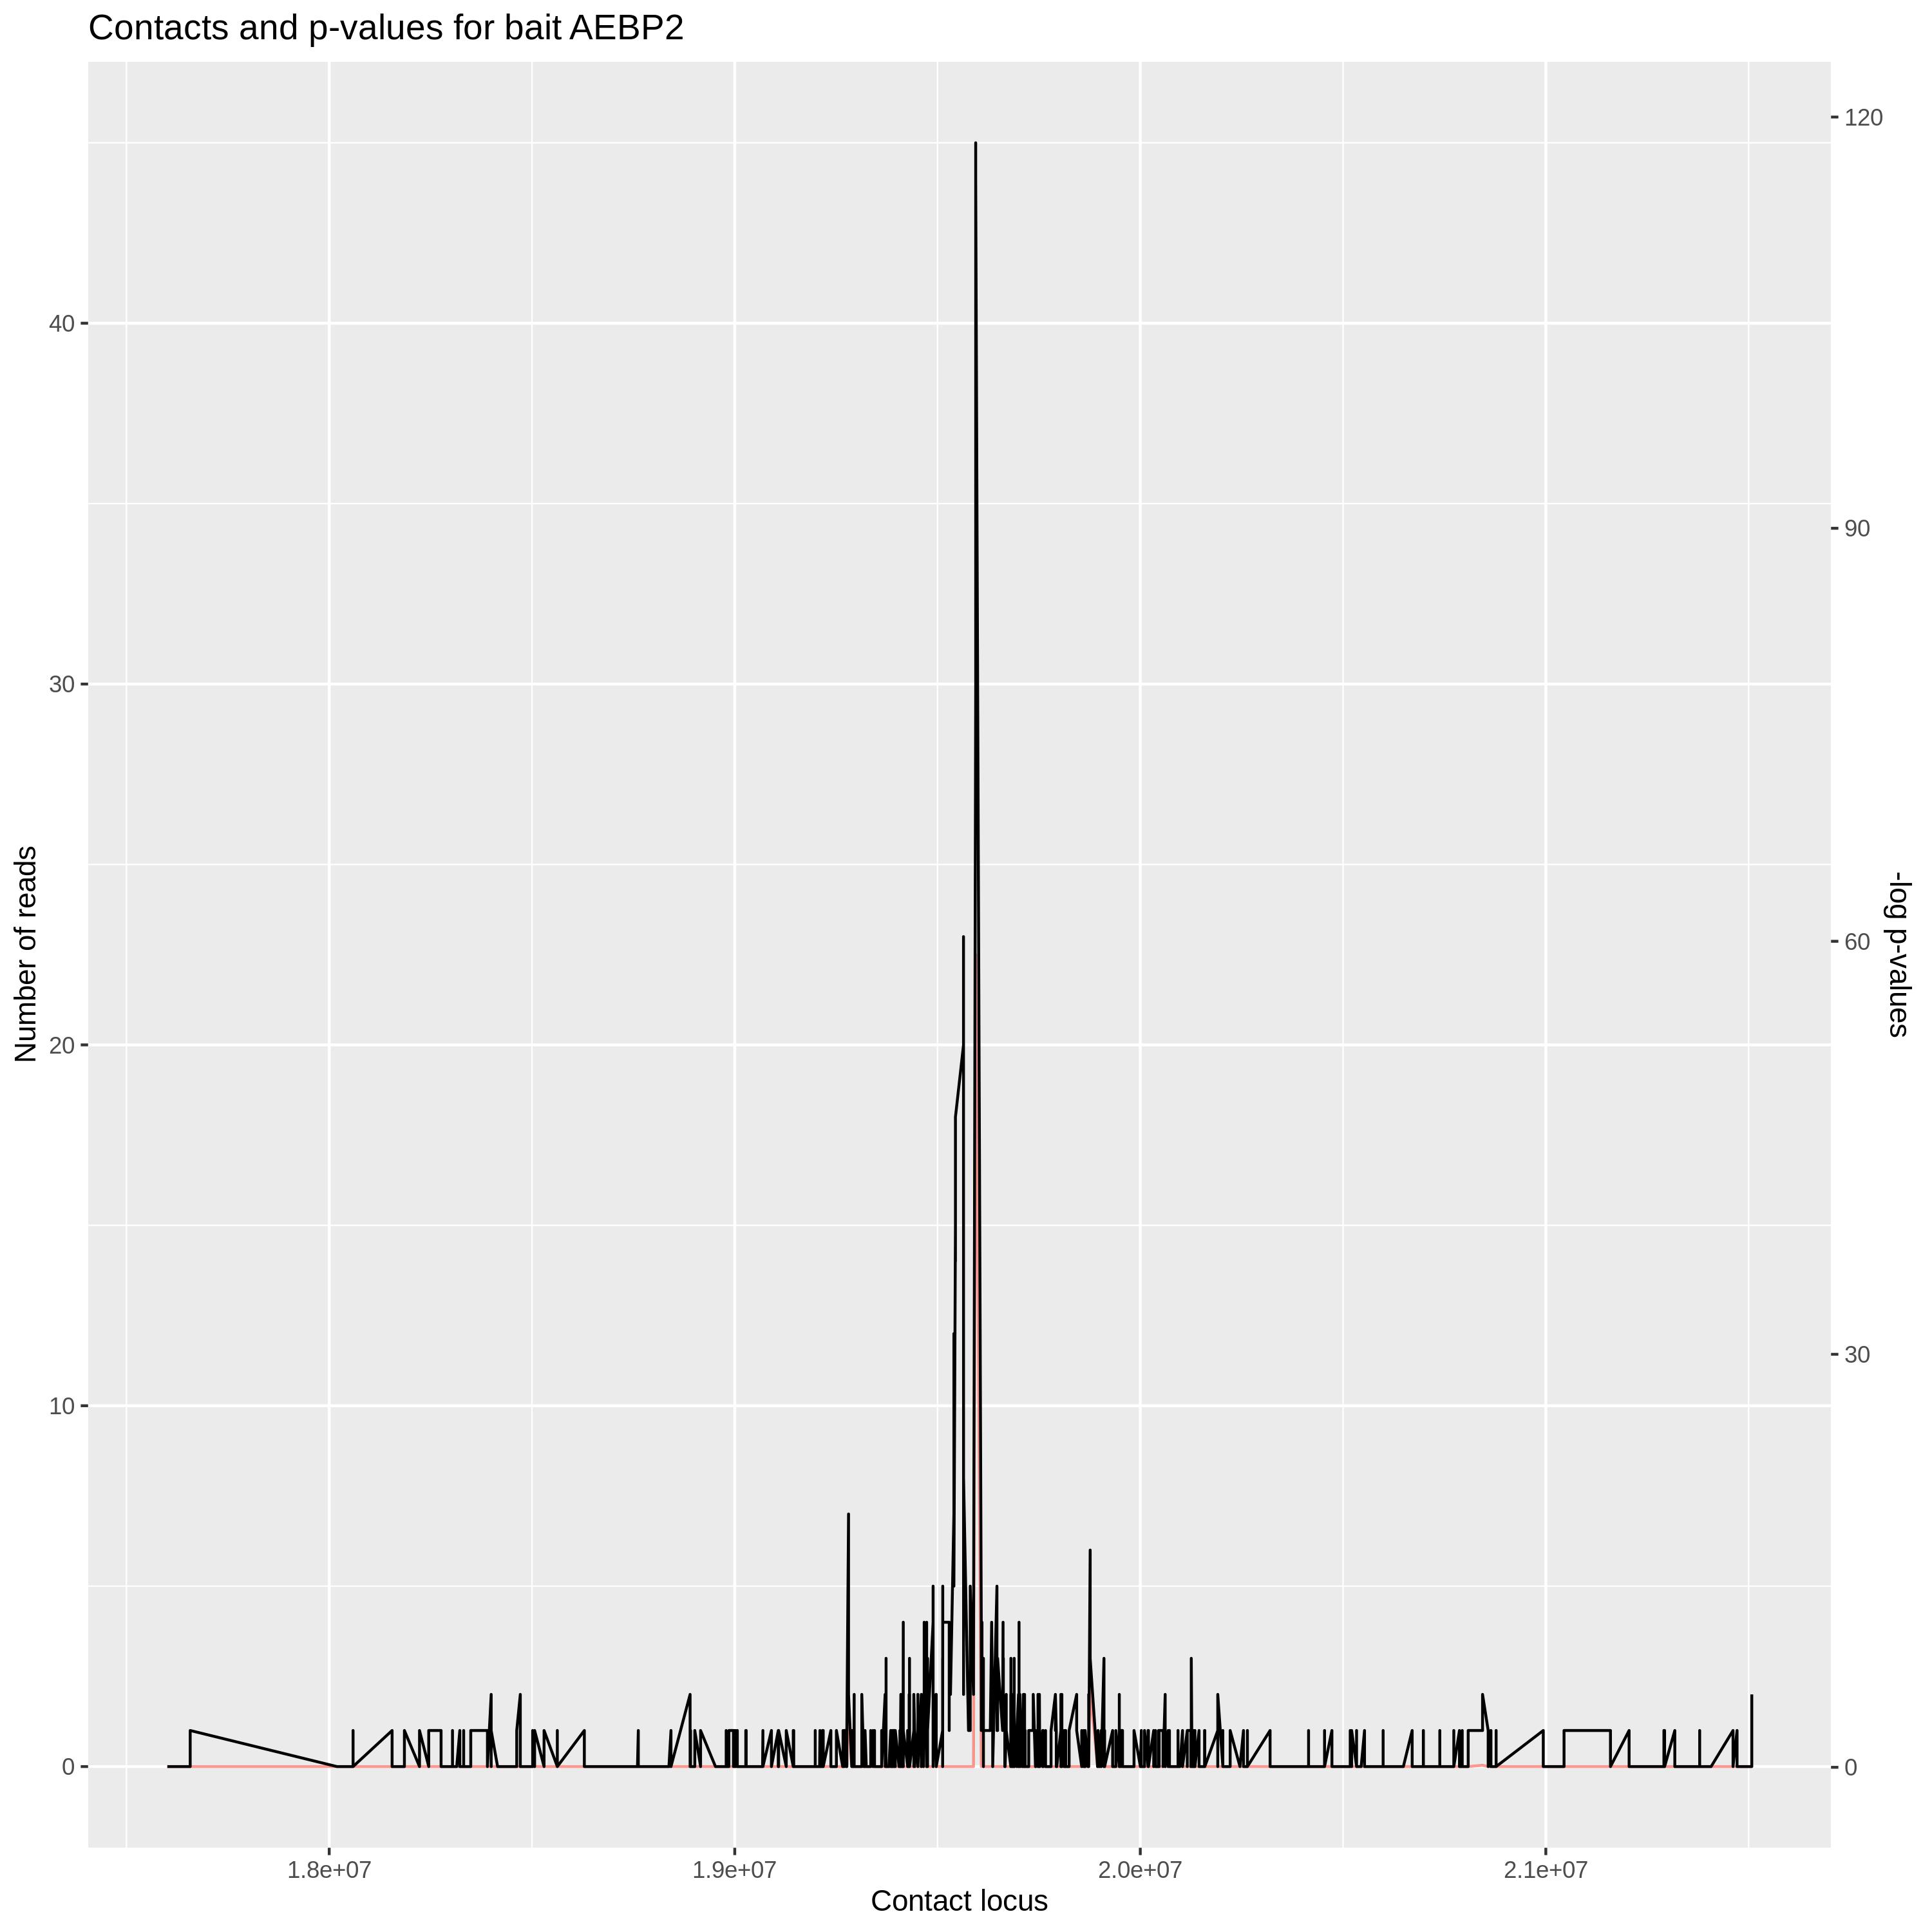 Contacts and p-values for bait AEBP2
Number of reads
40
30
20
10
0
120
90
60
30
0
-log p-values
1.8e+07
1.9e+07
2.0e+07
2.1e+07
Contact locus